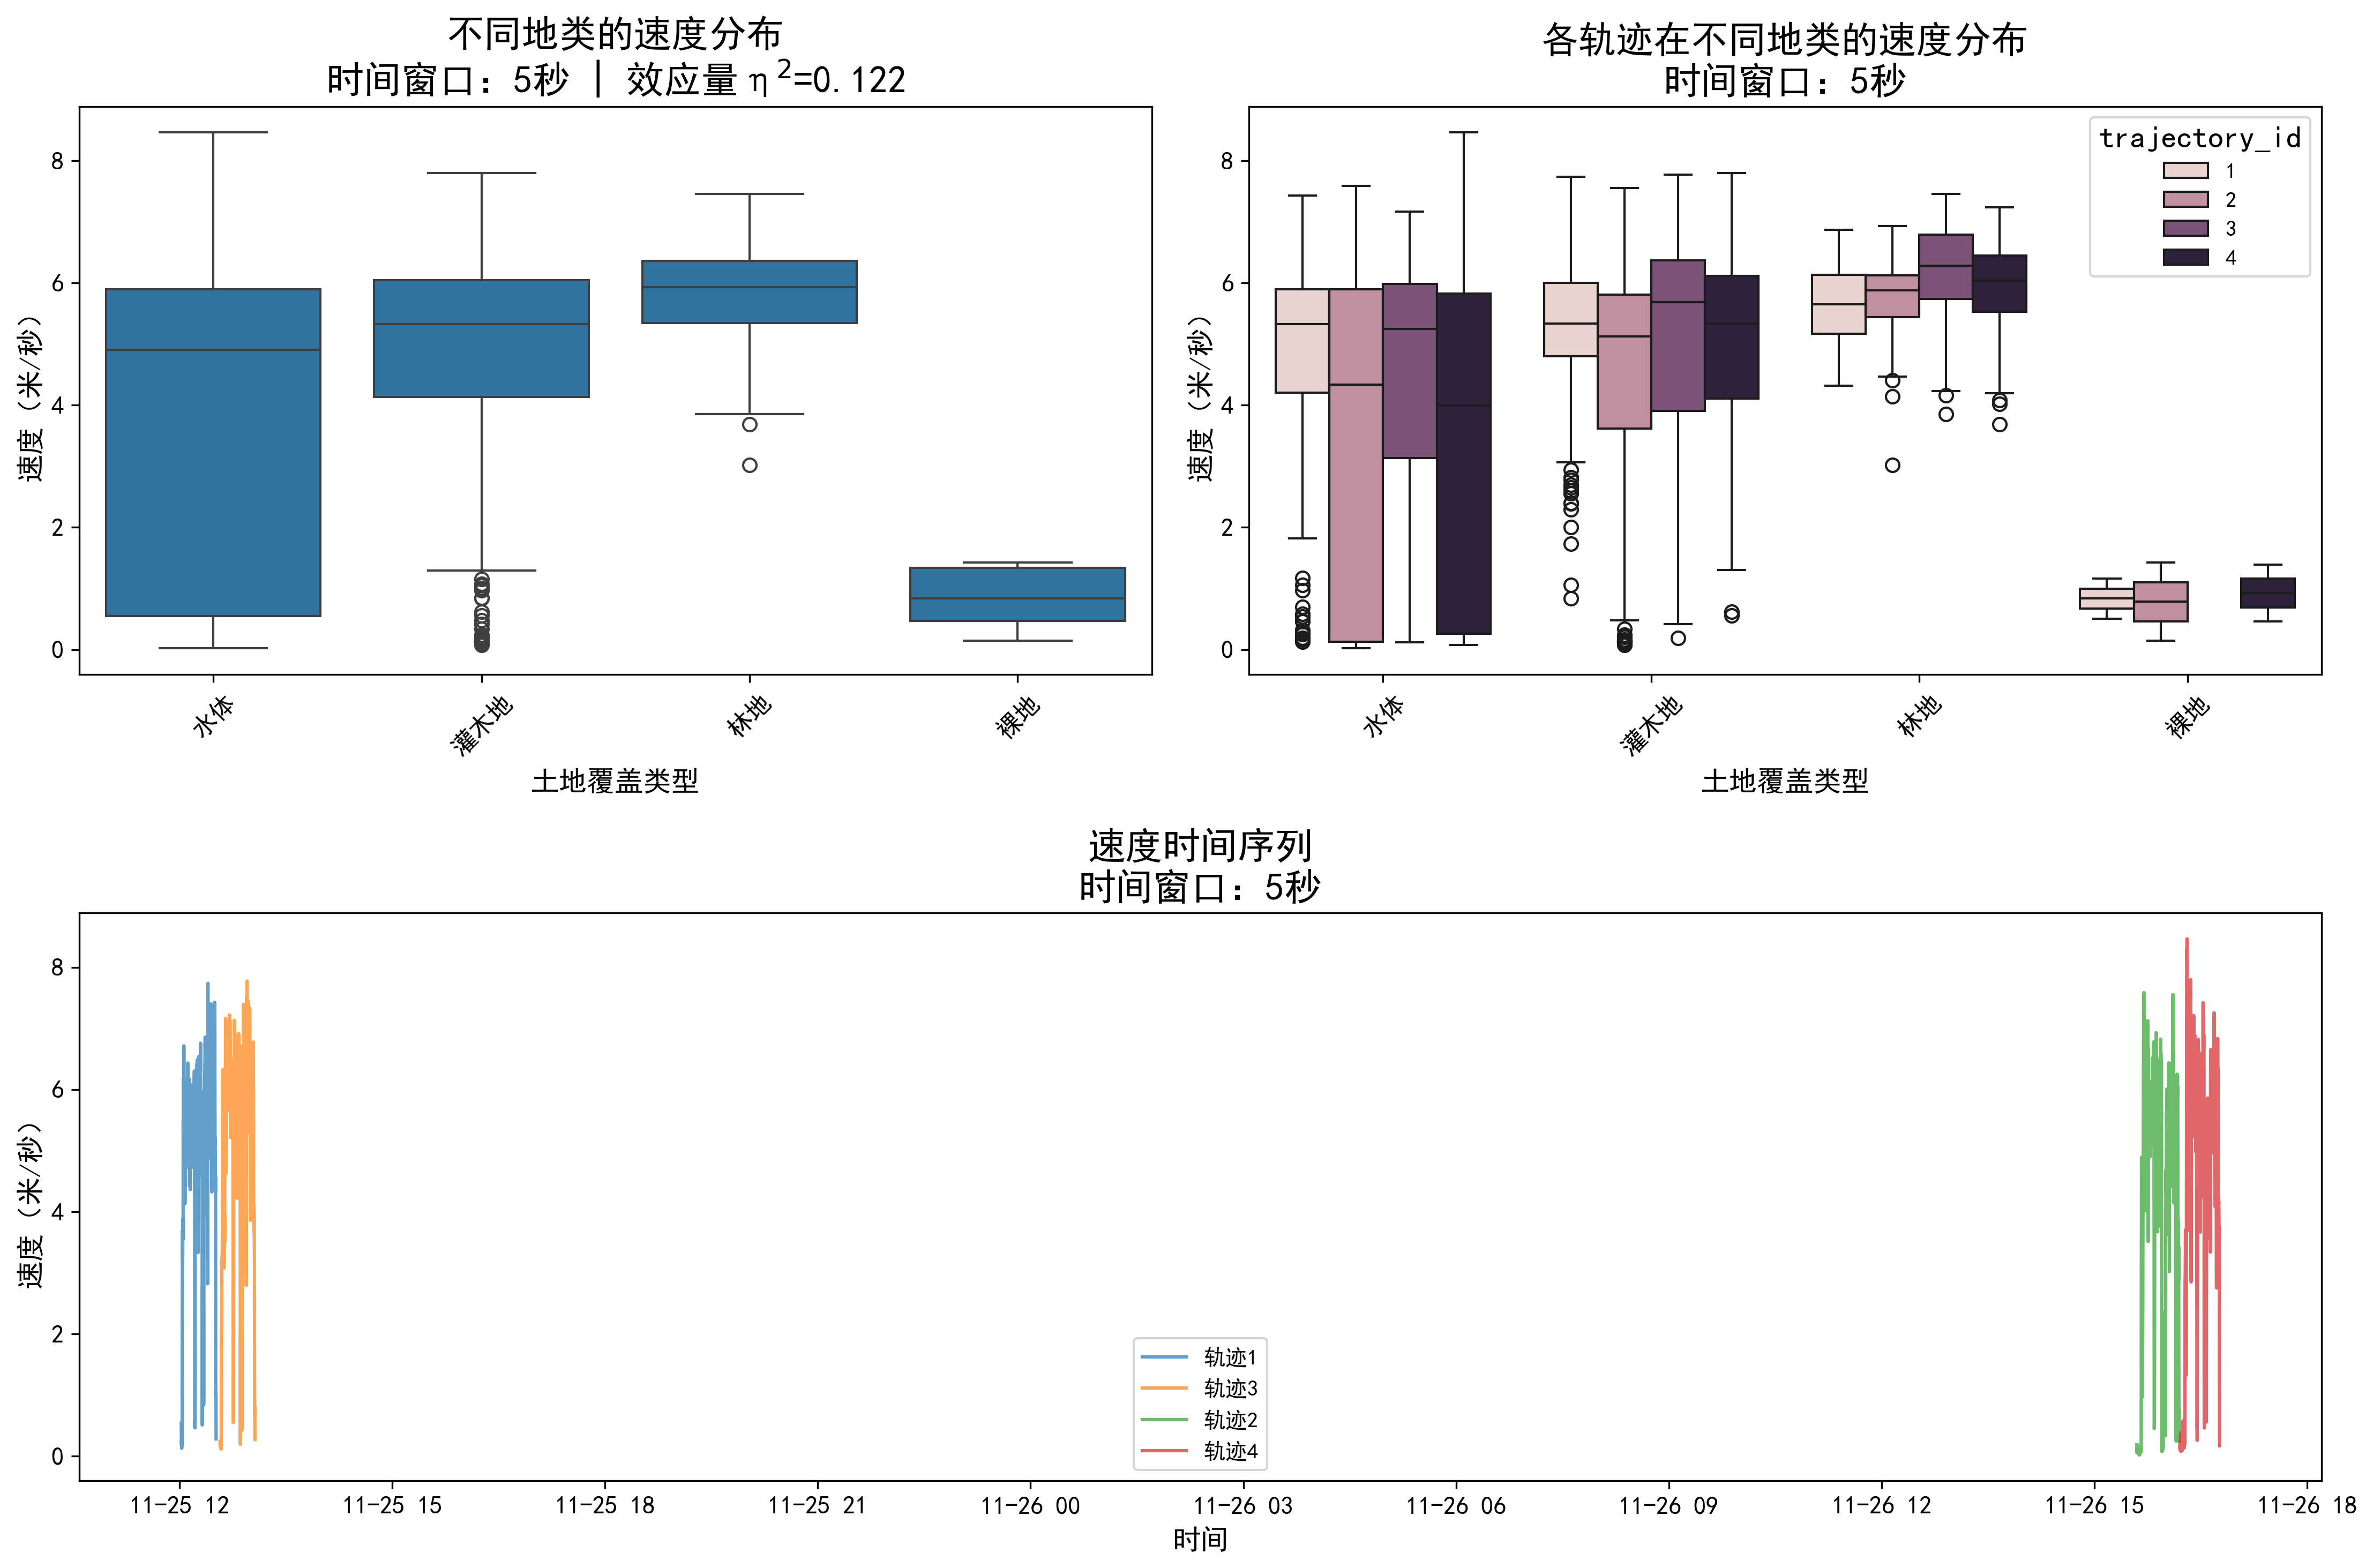 不同地类的速度分布
时间窗口：5秒 | 效应量η²=0.122
速度（米/秒）
8
6
4
2
0
水体
灌木地
林地
裸地
土地覆盖类型
各轨迹在不同地类的速度分布
时间窗口：5秒
速度（米/秒）
8
6
4
2
0
trajectory_id
1
2
3
4
水体
灌木地
林地
裸地
土地覆盖类型
速度时间序列
时间窗口：5秒
速度（米/秒）
8
6
4
2
0
轨迹1
轨迹3
轨迹2
轨迹4
11-25 12
11-25 15
11-25 18
11-25 21
11-26 00
11-26 03
11-26 06
11-26 09
11-26 12
11-26 15
11-26 18
时间